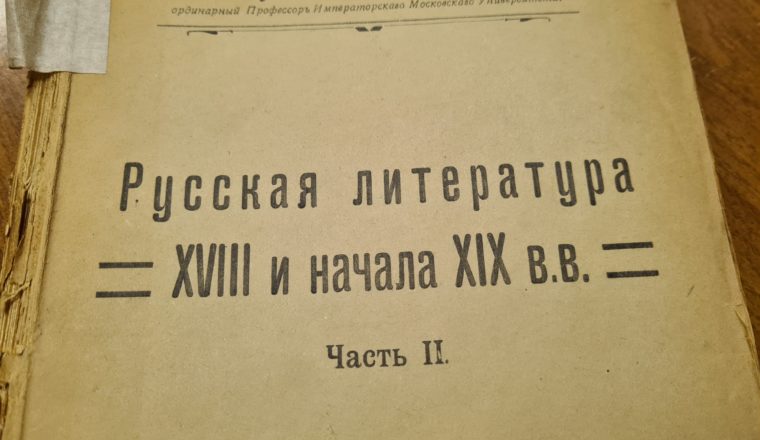 ординарный Профессоръ Императорскаго Московскаго Университета.
Русская литература
XVIII и начала XIX в.в.
Часть II.